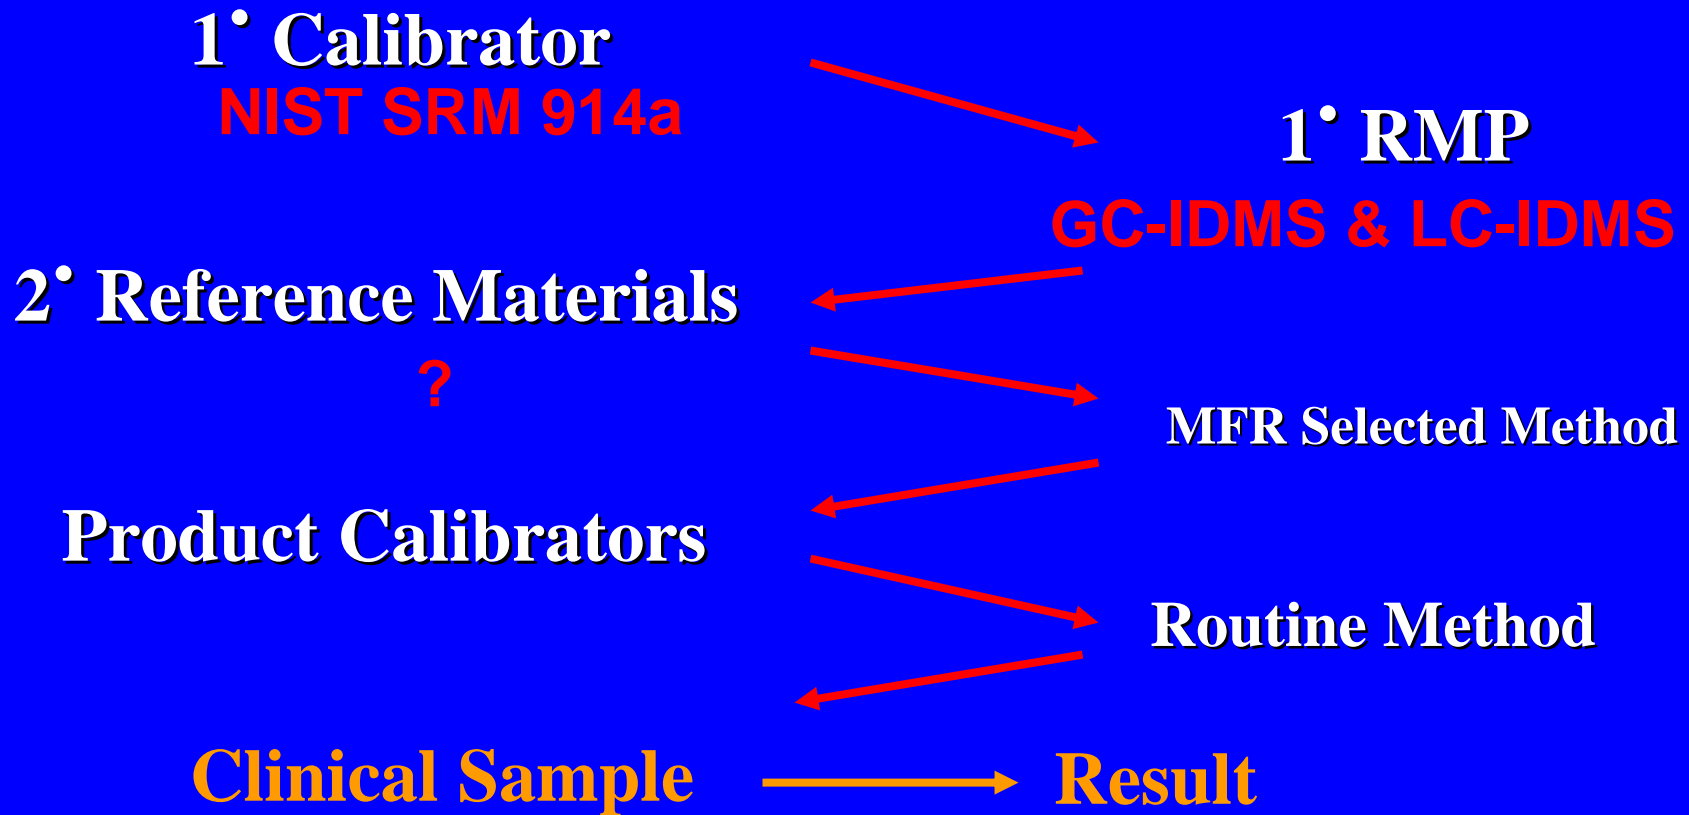 1° Calibrator
NIST SRM 914a
1° RMP
GC-IDMS & LC-IDMS
2° Reference Materials
?
MFR Selected Method
Product Calibrators
Routine Method
Clinical Sample
Result